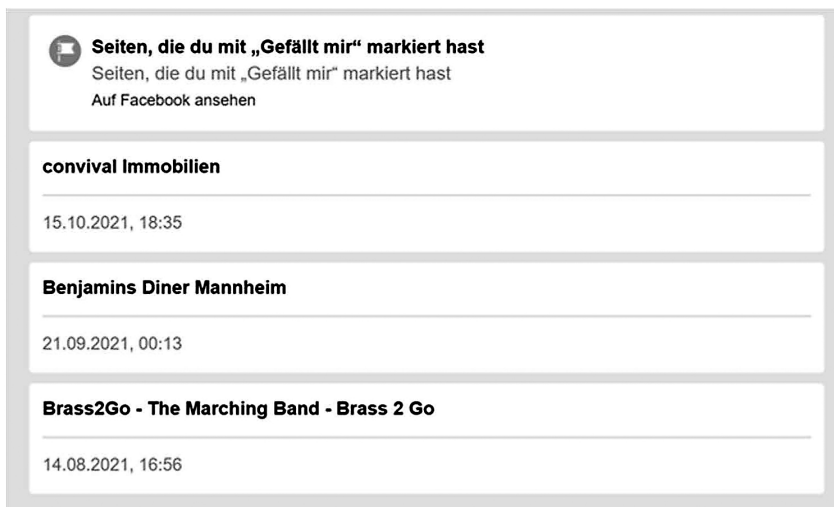 Seiten, die du mit „Gefällt mir“ markiert hast
Seiten, die du mit „Gefällt mir“ markiert hast
Auf Facebook ansehen
convival Immobilien
15.10.2021, 18:35
Benjamins Diner Mannheim
21.09.2021, 00:13
Brass2Go - The Marching Band - Brass 2 Go
14.08.2021, 16:56